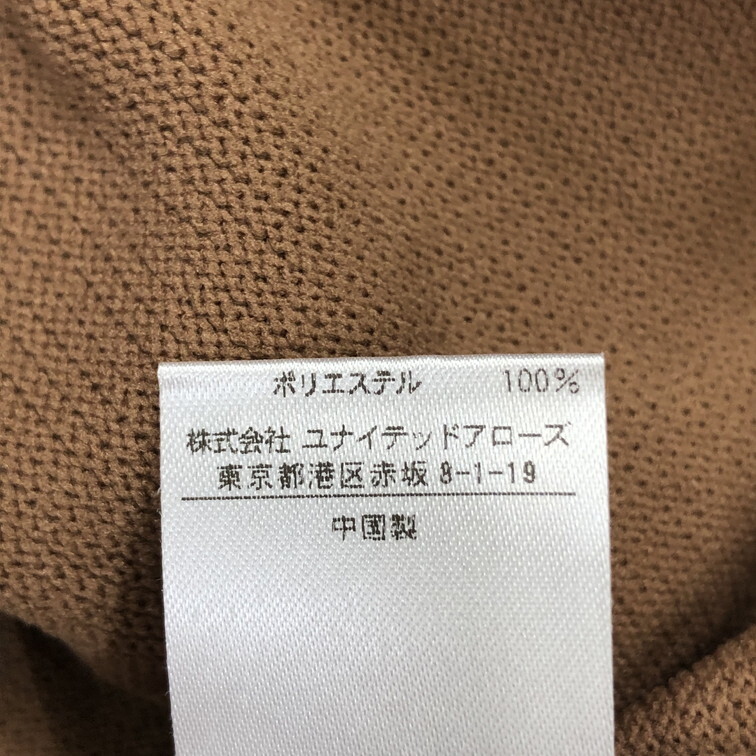 ポリエステル 100%
株式会社 ユナイテッドアローズ
東京都港区赤坂 8-1-19
中國製